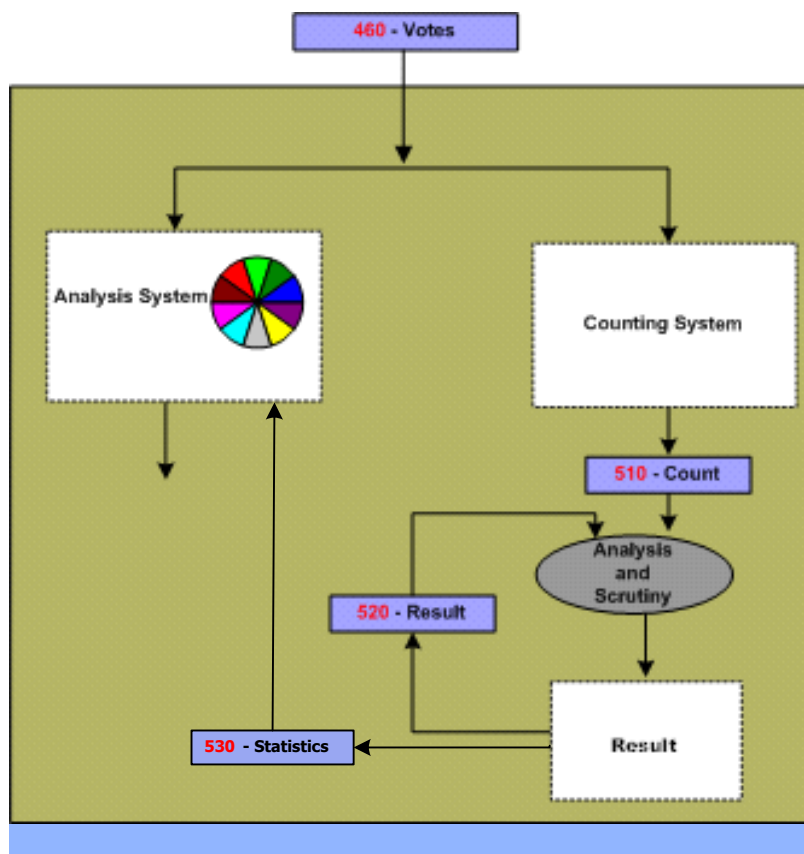 460 - Votes
Analysis System
Counting System
510 - Count
Analysis
and
Scrutiny
520 - Result
530 - Statistics
Result